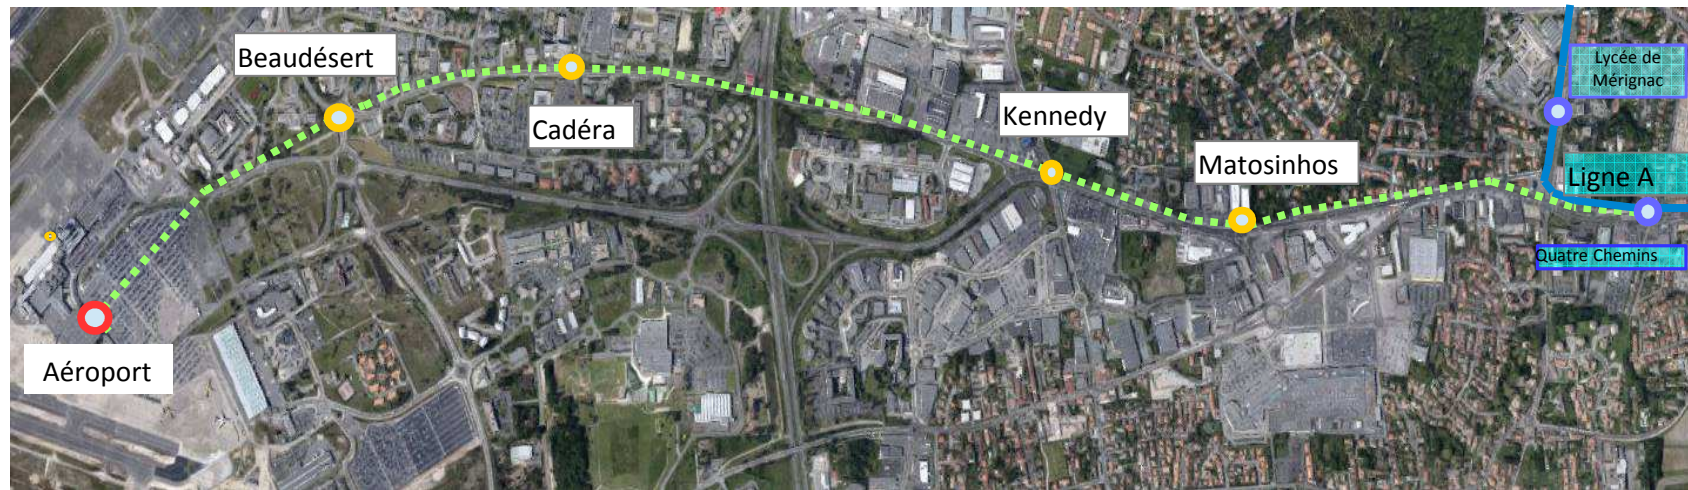 Beaudésert
Cadéra
Kennedy
Matosinhos
Lycée de
Mérignac
Ligne A
Quatre Chemins
Aéroport